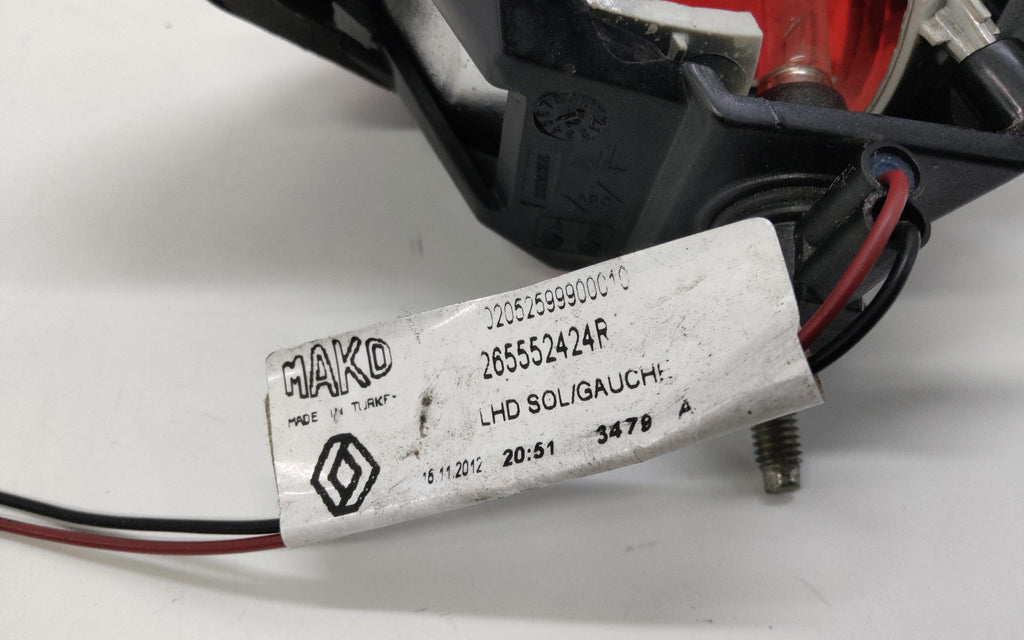 02052599900010
265552424R
MAKO
MADE IN TURKEY
LHD SOL/GAUCHE
16.11.2012 20:51 3479 A